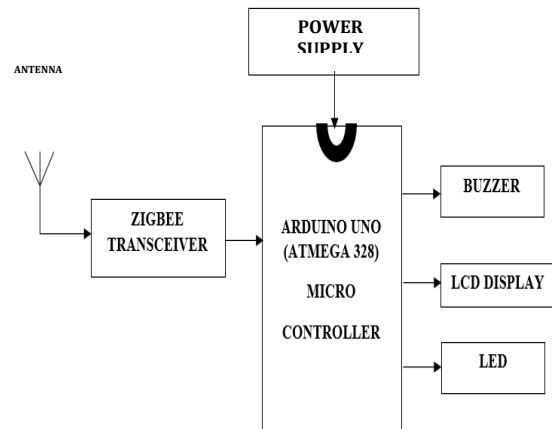 POWER
SUPPLY
ANTENNA
ZIGBEE
TRANSCEIVER
ARDUINO UNO
(ATMEGA 328)
MICRO
CONTROLLER
BUZZER
LCD DISPLAY
LED